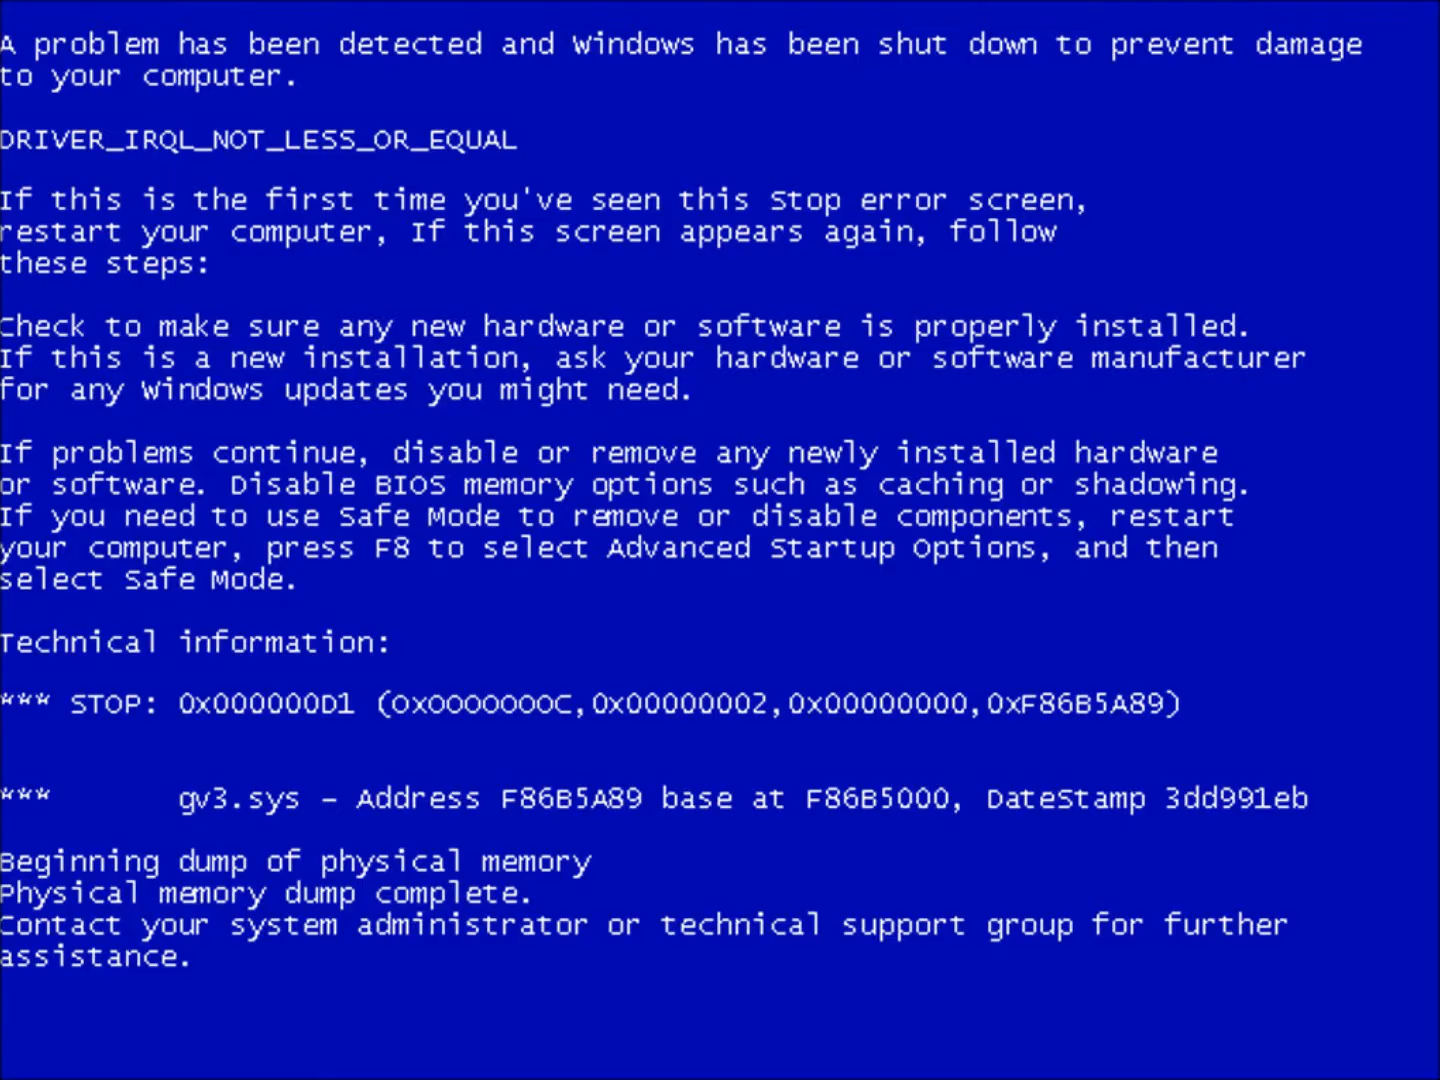 A problem has been detected and Windows has been shut down to prevent damage
to your computer.
DRIVER_IRQL_NOT_LESS_OR_EQUAL
If this is the first time you've seen this Stop error screen,
restart your computer, If this screen appears again, follow
these steps:
Check to make sure any new hardware or software is properly installed.
If this is a new installation, ask your hardware or software manufacturer
for any Windows updates you might need.
If problems continue, disable or remove any newly installed hardware
or software. Disable BIOS memory options such as caching or shadowing.
If you need to use Safe Mode to remove or disable components, restart
your computer, press F8 to select Advanced Startup Options, and then
select Safe Mode.
Technical information:
*** STOP: 0x000000D1 (0x0000000C,0x00000002,0x00000000,0xF86B5A89)
*** gv3.sys – Address F86B5A89 base at F86B5000, DateStamp 3dd991eb
Beginning dump of physical memory
Physical memory dump complete.
Contact your system administrator or technical support group for further
assistance.